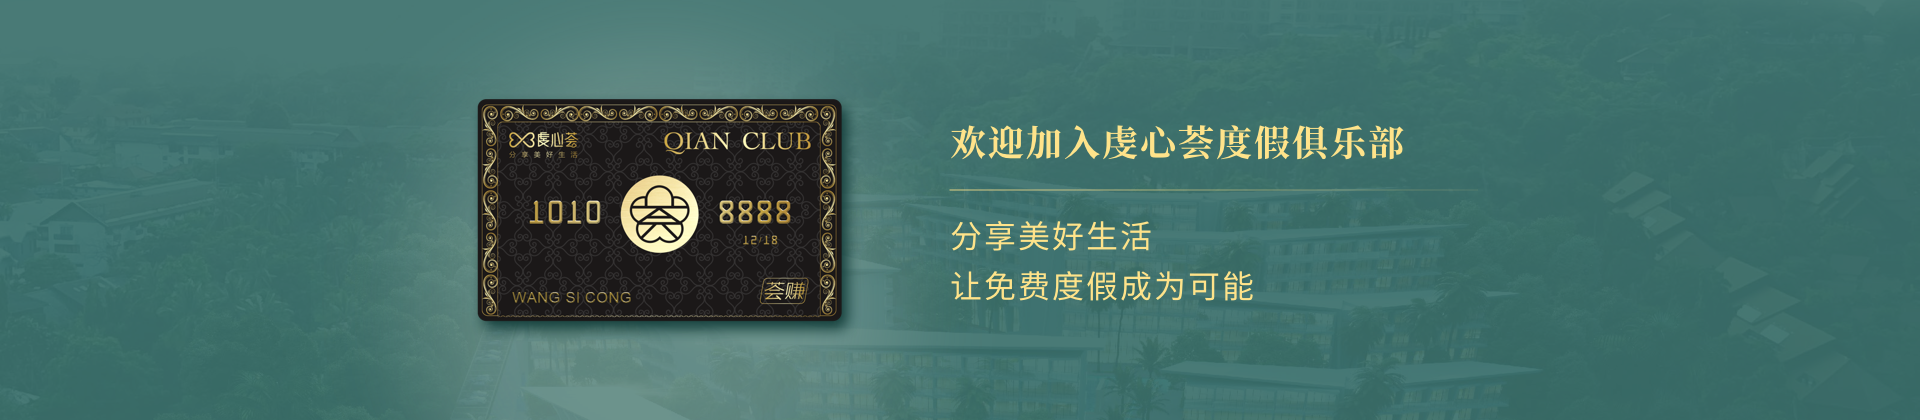 虔心荟
分享美好生活
QIAN CLUB
1010 8888
12/18
WANG SI CONG
荟赚
欢迎加入虔心荟度假俱乐部
分享美好生活
让免费度假成为可能